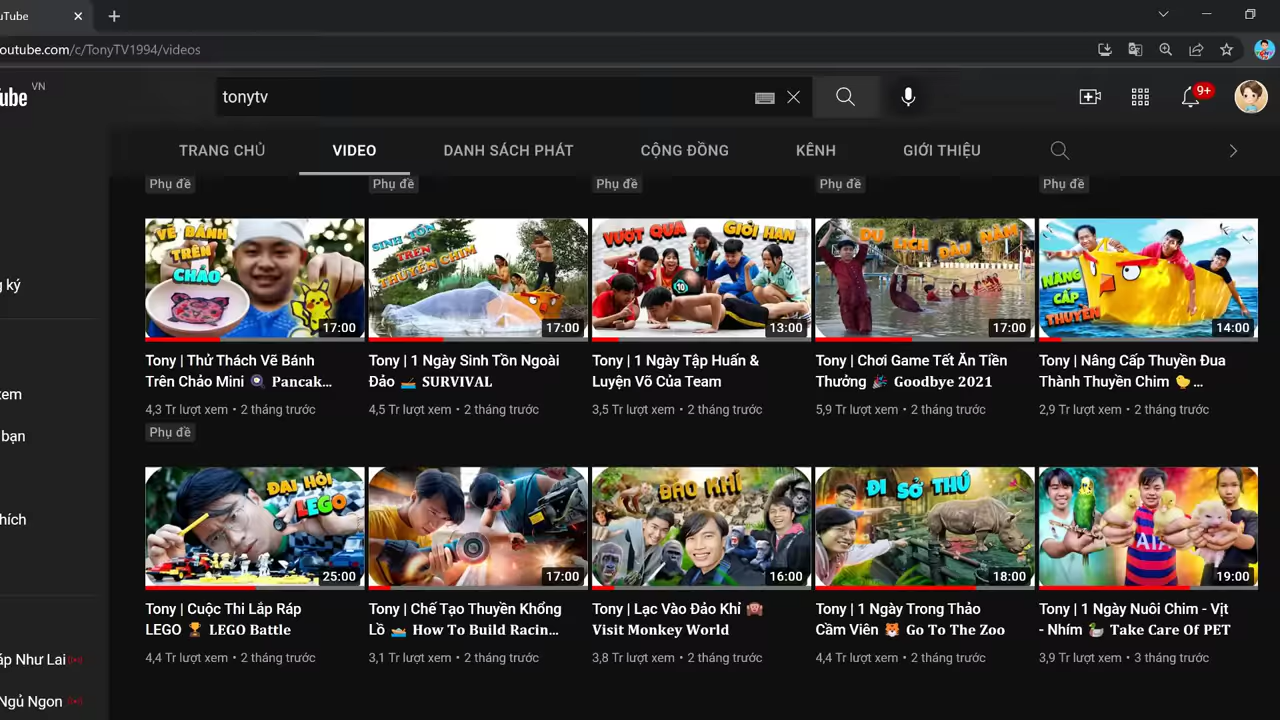 uTube
outube.com/c/TonyTV1994/videos
ube VN
tonytv
9+
TRANG CHỦ VIDEO DANH SÁCH PHÁT CỘNG ĐỒNG KÊNH GIỚI THIỆU
Phụ đề Phụ đề Phụ đề Phụ đề Phụ đề
VẼ BÁNH TRÊN CHẢO 17:00
SINH TỒN TRÊN THUYỀN CHIM 17:00
VƯỢT QUA GIỚI HẠN 10 13:00
DU LỊCH ĐẦU NĂM 17:00
NÂNG CẤP THUYỀN 14:00
Tony | Thử Thách Vẽ Bánh
Trên Chảo Mini 🍳 Pancak...
4,3 Tr lượt xem • 2 tháng trước
Phụ đề
Tony | 1 Ngày Sinh Tồn Ngoài
Đảo 🚣 SURVIVAL
4,5 Tr lượt xem • 2 tháng trước
Tony | 1 Ngày Tập Huấn &
Luyện Võ Của Team
3,5 Tr lượt xem • 2 tháng trước
Tony | Chơi Game Tết Ăn Tiền
Thưởng 🎉 Goodbye 2021
5,9 Tr lượt xem • 2 tháng trước
Tony | Nâng Cấp Thuyền Đua
Thành Thuyền Chim 🐤 ...
2,9 Tr lượt xem • 2 tháng trước
ĐẠI HỘI LEGO 25:00
17:00
ĐẢO KHỈ 16:00
ĐI SỞ THÚ 18:00
AIA 19:00
Tony | Cuộc Thi Lắp Ráp
LEGO 🏆 LEGO Battle
4,4 Tr lượt xem • 2 tháng trước
Tony | Chế Tạo Thuyền Khổng
Lồ 🚤 How To Build Racin...
3,1 Tr lượt xem • 2 tháng trước
Tony | Lạc Vào Đảo Khỉ 🙉
Visit Monkey World
3,8 Tr lượt xem • 2 tháng trước
Tony | 1 Ngày Trong Thảo
Cầm Viên 🐯 Go To The Zoo
4,4 Tr lượt xem • 2 tháng trước
Tony | 1 Ngày Nuôi Chim - Vịt
- Nhím 🦆 Take Care Of PET
3,9 Tr lượt xem • 3 tháng trước
g ký
xem
bạn
hích
áp Như Lai
Ngủ Ngon